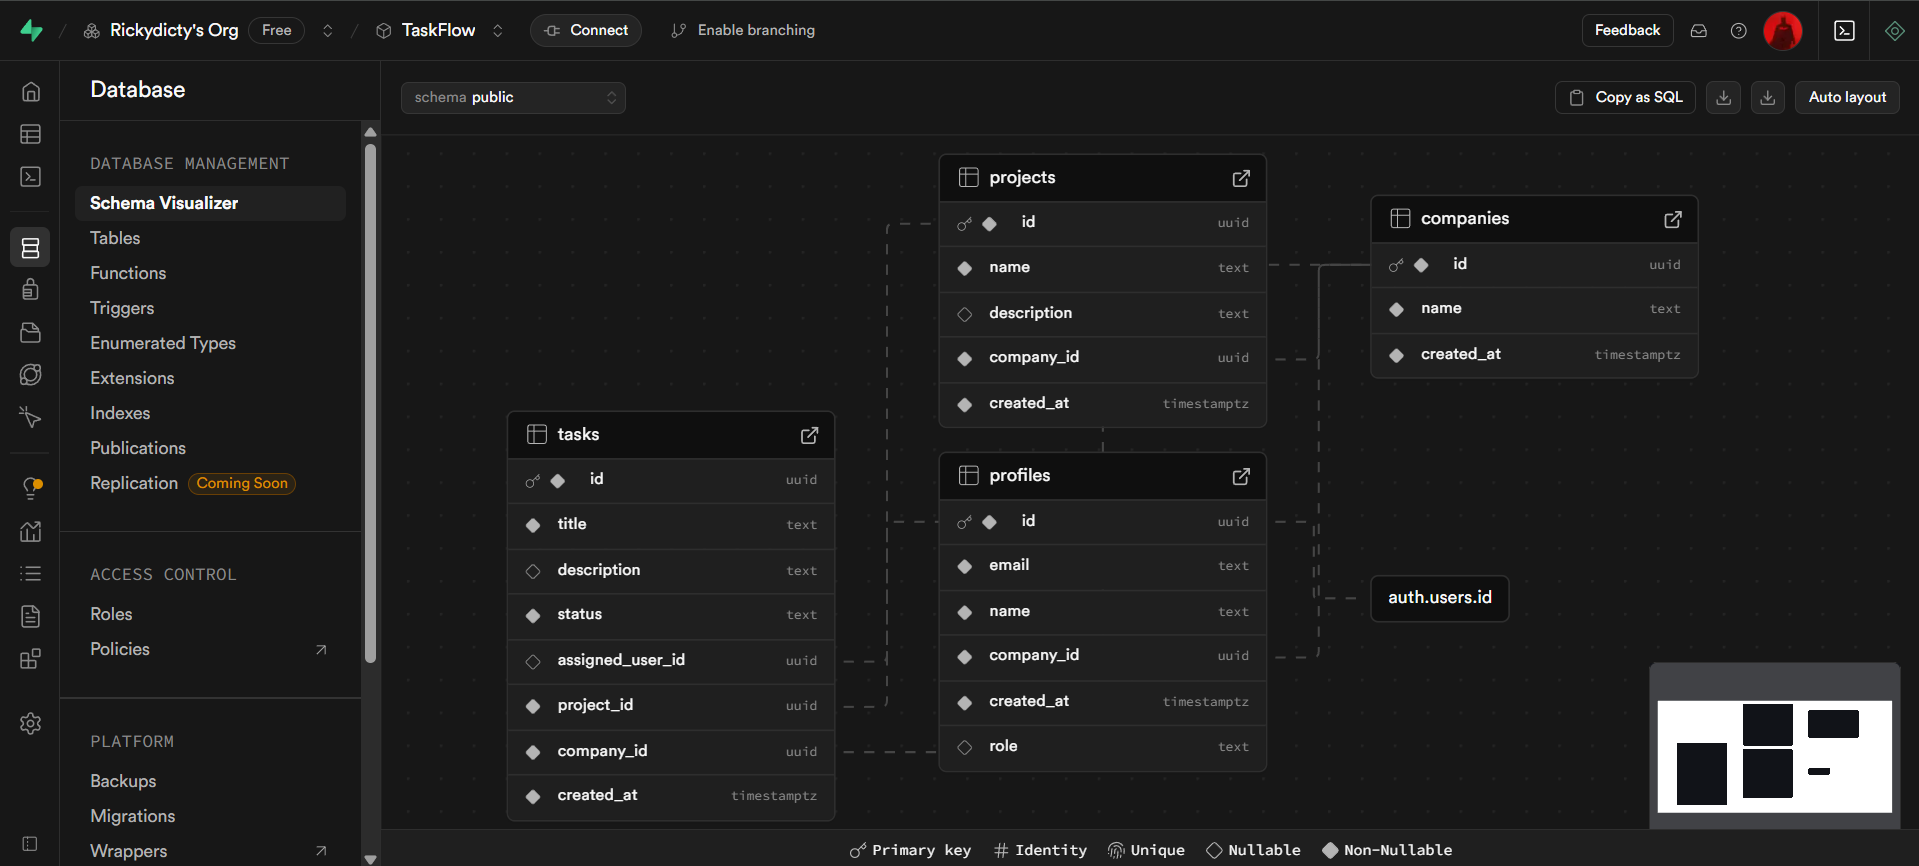 Rickydicty's Org Free TaskFlow Connect Enable branching Feedback
Database
schema public Copy as SQL Auto layout
DATABASE MANAGEMENT
Schema Visualizer
Tables
Functions
Triggers
Enumerated Types
Extensions
Indexes
Publications
Replication Coming Soon
ACCESS CONTROL
Roles
Policies
PLATFORM
Backups
Migrations
Wrappers
projects
id uuid
name text
description text
company_id uuid
created_at timestamptz
companies
id uuid
name text
created_at timestamptz
tasks
id uuid
title text
description text
status text
assigned_user_id uuid
project_id uuid
company_id uuid
created_at timestamptz
profiles
id uuid
email text
name text
company_id uuid
created_at timestamptz
role text
auth.users.id
Primary key Identity Unique Nullable Non-Nullable